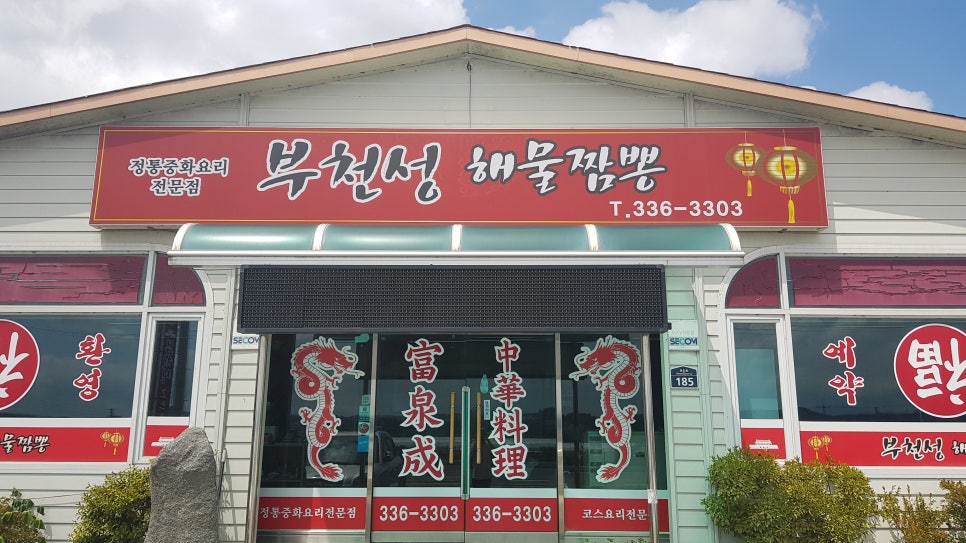 정통중화요리
전문점
부천성 해물짬뽕
T.336-3303
SECOM
SECOM
환영
富泉成
中華料理
예약
福
185
물짬뽕
부천성 해
정통중화요리전문점
336-3303
336-3303
코스요리전문